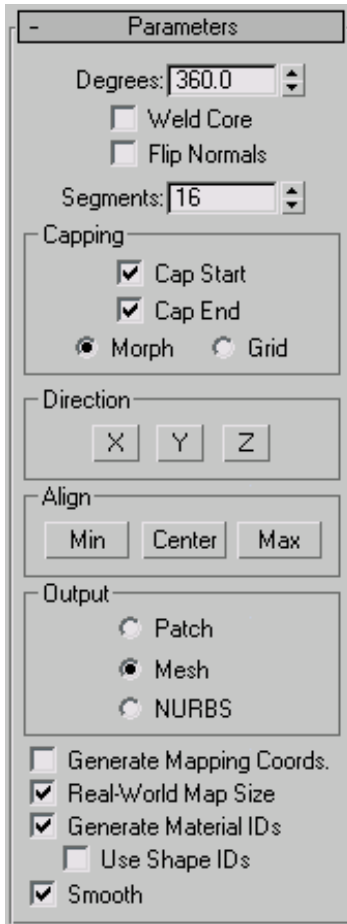 - Parameters
Degrees: 360.0
Weld Core
Flip Normals
Segments: 16
Capping
Cap Start
Cap End
Morph Grid
Direction
X Y Z
Align
Min Center Max
Output
Patch
Mesh
NURBS
Generate Mapping Coords.
Real-World Map Size
Generate Material IDs
Use Shape IDs
Smooth